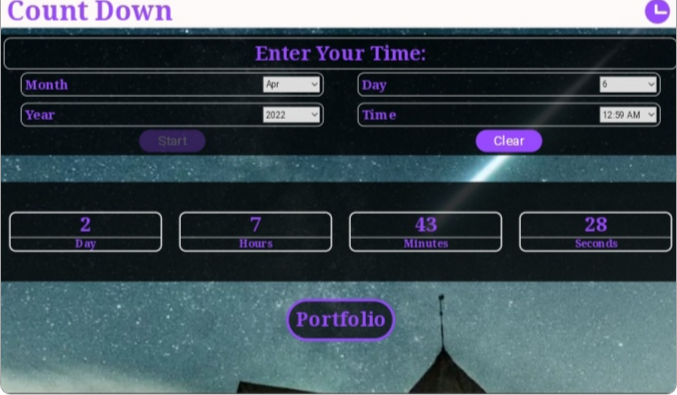 Count Down
Enter Your Time:
Month Apr Day 6
Year 2022 Time 12:59 AM
Start Clear
2 7 43 28
Day Hours Minutes Seconds
Portfolio